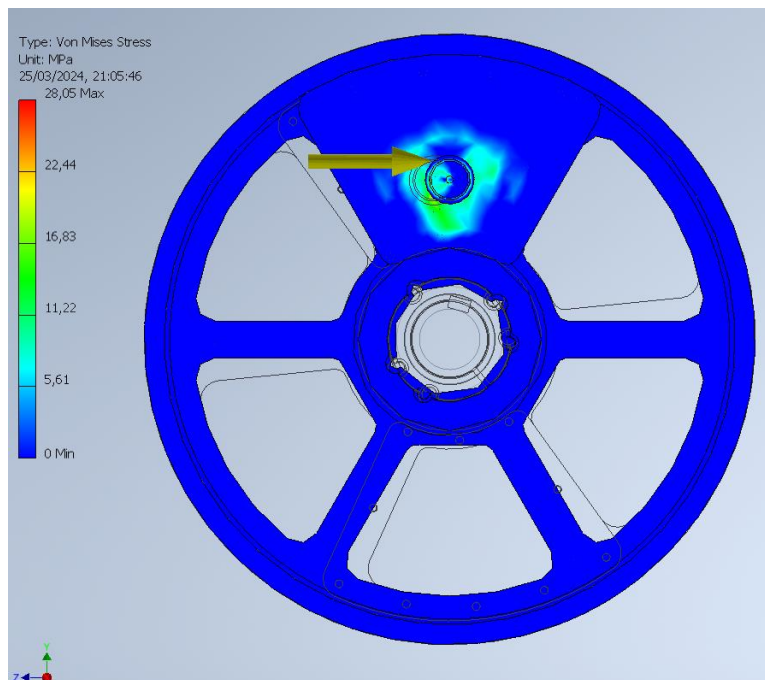 Type: Von Mises Stress
Unit: MPa
25/03/2024, 21:05:46
28,05 Max
22,44
16,83
11,22
5,61
0 Min
Y
Z